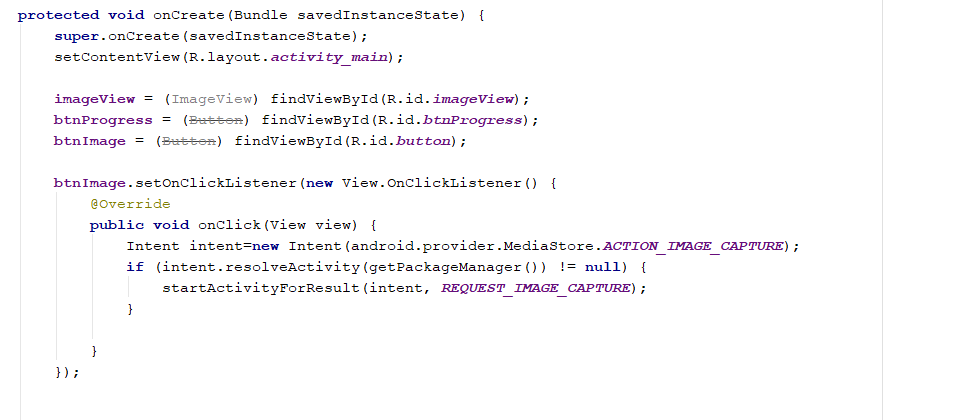 protected void onCreate(Bundle savedInstanceState) {
super.onCreate(savedInstanceState);
setContentView(R.layout.activity_main);
imageView = (ImageView) findViewById(R.id.imageView);
btnProgress = (Button) findViewById(R.id.btnProgress);
btnImage = (Button) findViewById(R.id.button);
btnImage.setOnClickListener(new View.OnClickListener() {
@Override
public void onClick(View view) {
Intent intent=new Intent(android.provider.MediaStore.ACTION_IMAGE_CAPTURE);
if (intent.resolveActivity(getPackageManager()) != null) {
startActivityForResult(intent, REQUEST_IMAGE_CAPTURE);
}
}
});